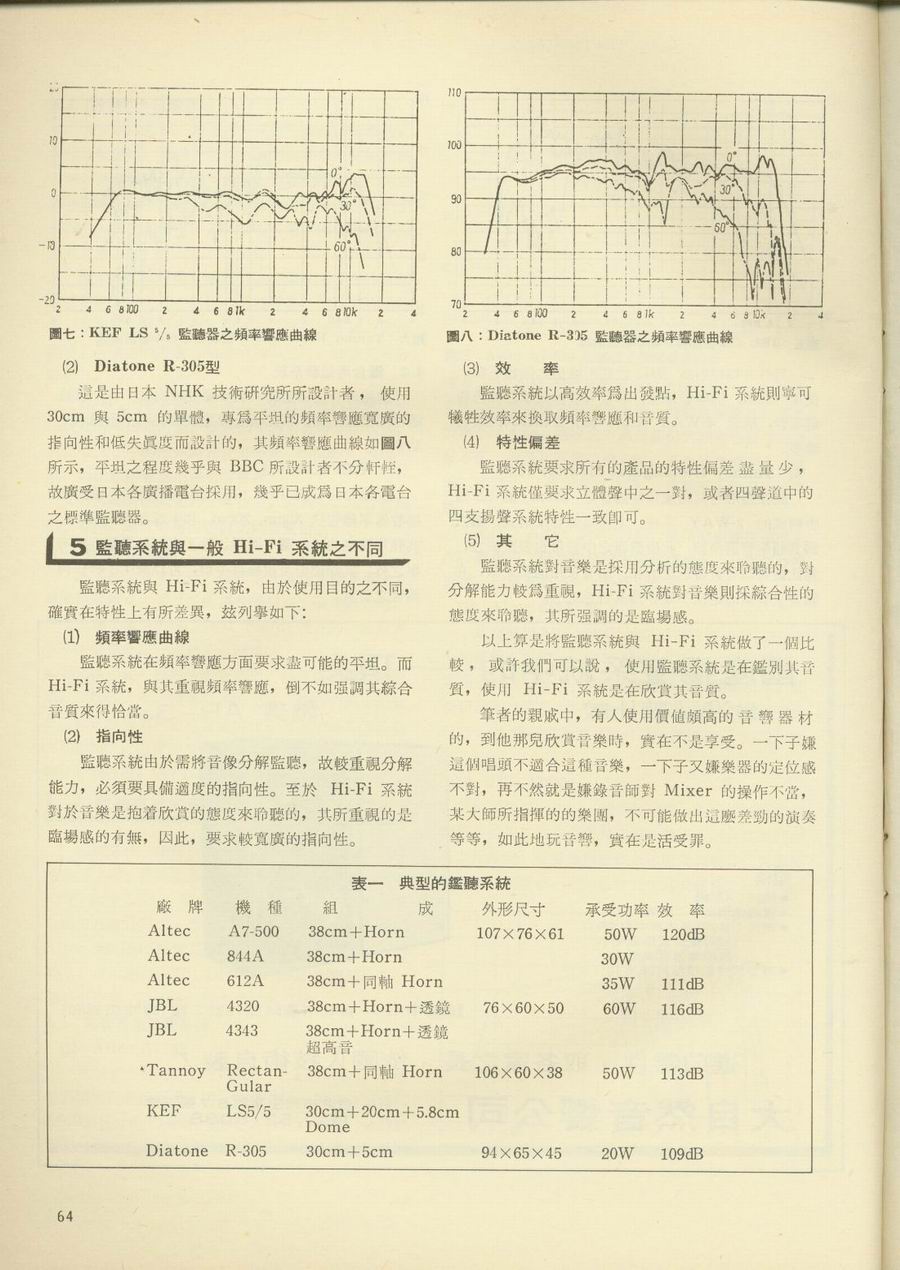 20
10
0
-10
-20
0°
30°
60°
2 4 6 8 100 2 4 6 8 1k 2 4 6 8 10k 2 4
圖七：KEF LS 5/5 監聽器之頻率響應曲線
(2) Diatone R-305型
這是由日本 NHK 技術研究所所設計者，使用
30cm 與 5cm 的單體，專爲平坦的頻率響應寬廣的
指向性和低失眞度而設計的，其頻率響應曲線如圖八
所示，平坦之程度幾乎與 BBC 所設計者不分軒輊，
故廣受日本各廣播電台採用，幾乎已成爲日本各電台
之標準監聽器。
5 監聽系統與一般 Hi-Fi 系統之不同
監聽系統與 Hi-Fi 系統，由於使用目的之不同，
確實在特性上有所差異，玆列擧如下：
(1) 頻率響應曲線
監聽系統在頻率響應方面要求盡可能的平坦。而
Hi-Fi 系統，與其重視頻率響應，倒不如强調其綜合
音質來得恰當。
(2) 指向性
監聽系統由於需將音像分解監聽，故較重視分解
能力，必須要具備適度的指向性。至於 Hi-Fi 系統
對於音樂是抱着欣賞的態度來聆聽的，其所重視的是
臨場感的有無，因此，要求較寬廣的指向性。
110
100
90
80
70
0°
30°
60°
2 4 6 8 100 2 4 6 8 1k 2 4 6 8 10k 2 4
圖八：Diatone R-305 監聽器之頻率響應曲線
(3) 效 率
監聽系統以高效率爲出發點，Hi-Fi 系統則寧可
犧牲效率來換取頻率響應和音質。
(4) 特性偏差
監聽系統要求所有的產品的特性偏差盡量少，
Hi-Fi 系統僅要求立體聲中之一對，或者四聲道中的
四支揚聲系統特性一致卽可。
(5) 其 它
監聽系統對音樂是採用分析的態度來聆聽的，對
分解能力較爲重視，Hi-Fi 系統對音樂則採綜合性的
態度來聆聽，其所强調的是臨場感。
以上算是將監聽系統與 Hi-Fi 系統做了一個比
較，或許我們可以說，使用監聽系統是在鑑別其音
質，使用 Hi-Fi 系統是在欣賞其音質。
筆者的親戚中，有人使用價値頗高的音響器材
的，到他那兒欣賞音樂時，實在不是享受。一下子嫌
這個唱頭不適合這種音樂，一下子又嫌樂器的定位感
不對，再不然就是嫌錄音師對 Mixer 的操作不當，
某大師所指揮的的樂團，不可能做出這麽差勁的演奏
等等，如此地玩音響，實在是活受罪。
表一 典型的鑑聽系統
廠 牌 機 種 組 成 外形尺寸 承受功率 效 率
Altec A7-500 38cm+Horn 107×76×61 50W 120dB
Altec 844A 38cm+Horn 30W
Altec 612A 38cm+同軸 Horn 35W 111dB
JBL 4320 38cm+Horn+透鏡 76×60×50 60W 116dB
JBL 4343 38cm+Horn+透鏡
超高音
*Tannoy Rectan- 38cm+同軸 Horn 106×60×38 50W 113dB
Gular
KEF LS5/5 30cm+20cm+5.8cm
Dome
Diatone R-305 30cm+5cm 94×65×45 20W 109dB
64